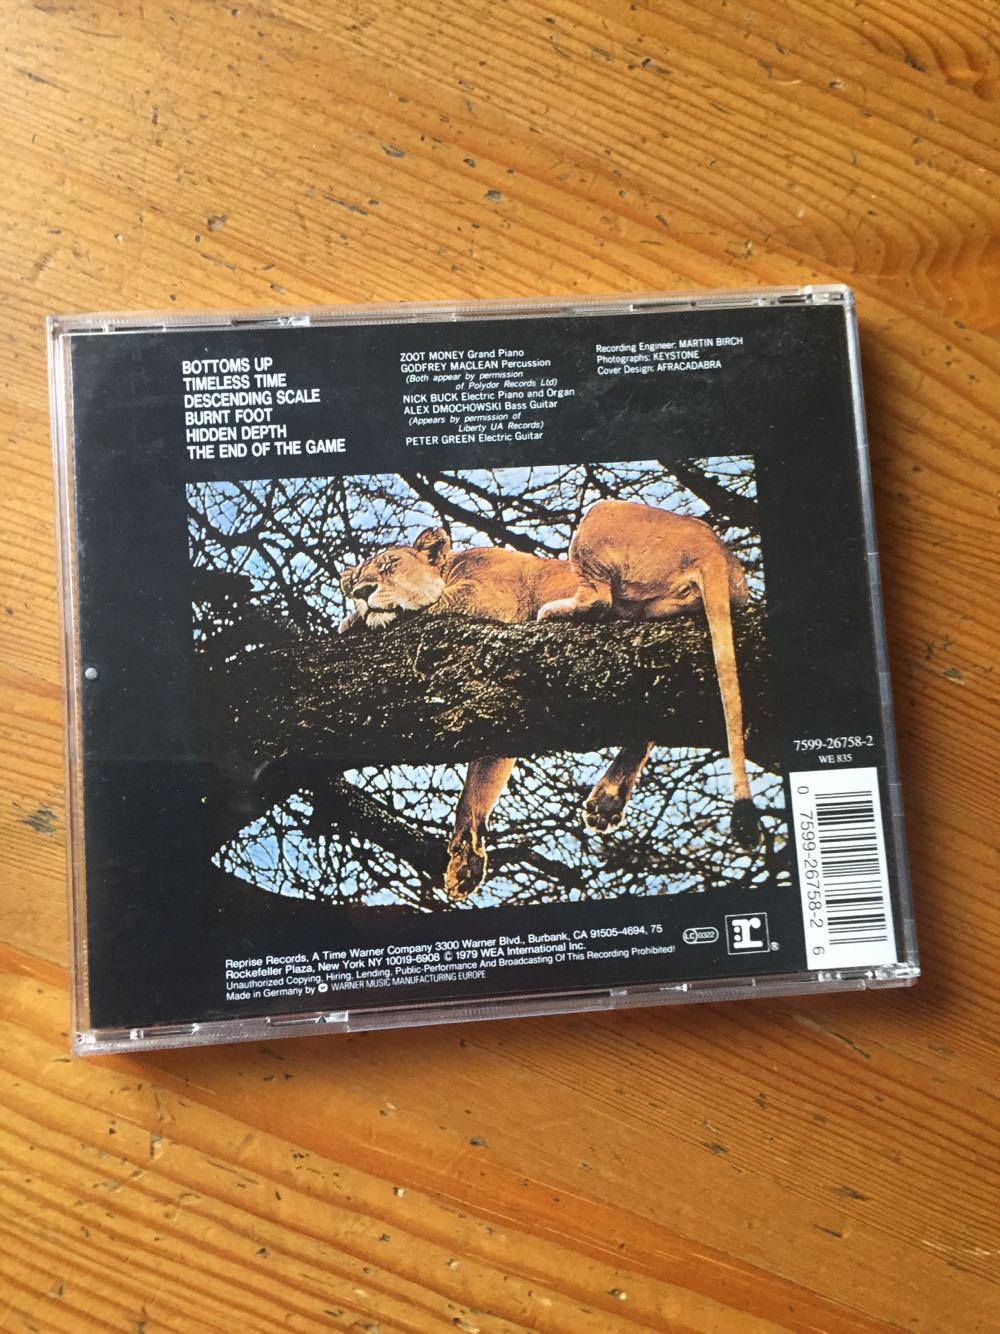 BOTTOMS UP
TIMELESS TIME
DESCENDING SCALE
BURNT FOOT
HIDDEN DEPTH
THE END OF THE GAME
ZOOT MONEY Grand Piano
GODFREY MACLEAN Percussion
(Both appear by permission
of Polydor Records Ltd)
NICK BUCK Electric Piano and Organ
ALEX DMOCHOWSKI Bass Guitar
(Appears by permission of
Liberty UA Records)
PETER GREEN Electric Guitar
Recording Engineer: MARTIN BIRCH
Photographs: KEYSTONE
Cover Design: AFRACADABRA
7599-26758-2
WE 835
0 7599-26758-2 6
Reprise Records, A Time Warner Company 3300 Warner Blvd., Burbank, CA 91505-4694, 75
Rockefeller Plaza, New York NY 10019-6908 © 1979 WEA International Inc.
Unauthorized Copying, Hiring, Lending, Public-Performance And Broadcasting Of This Recording Prohibited!
Made in Germany by WARNER MUSIC MANUFACTURING EUROPE
LC 0322
r ®